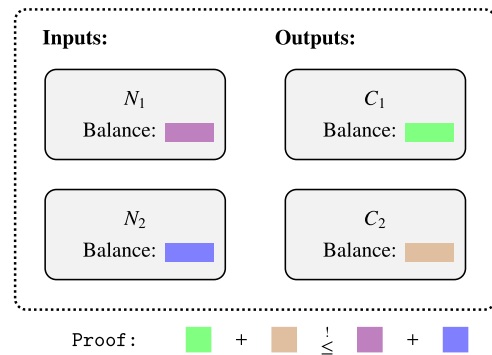 Inputs: Outputs:
N₁ C₁
Balance: Balance:
N₂ C₂
Balance: Balance:
Proof: + ! ≤ +